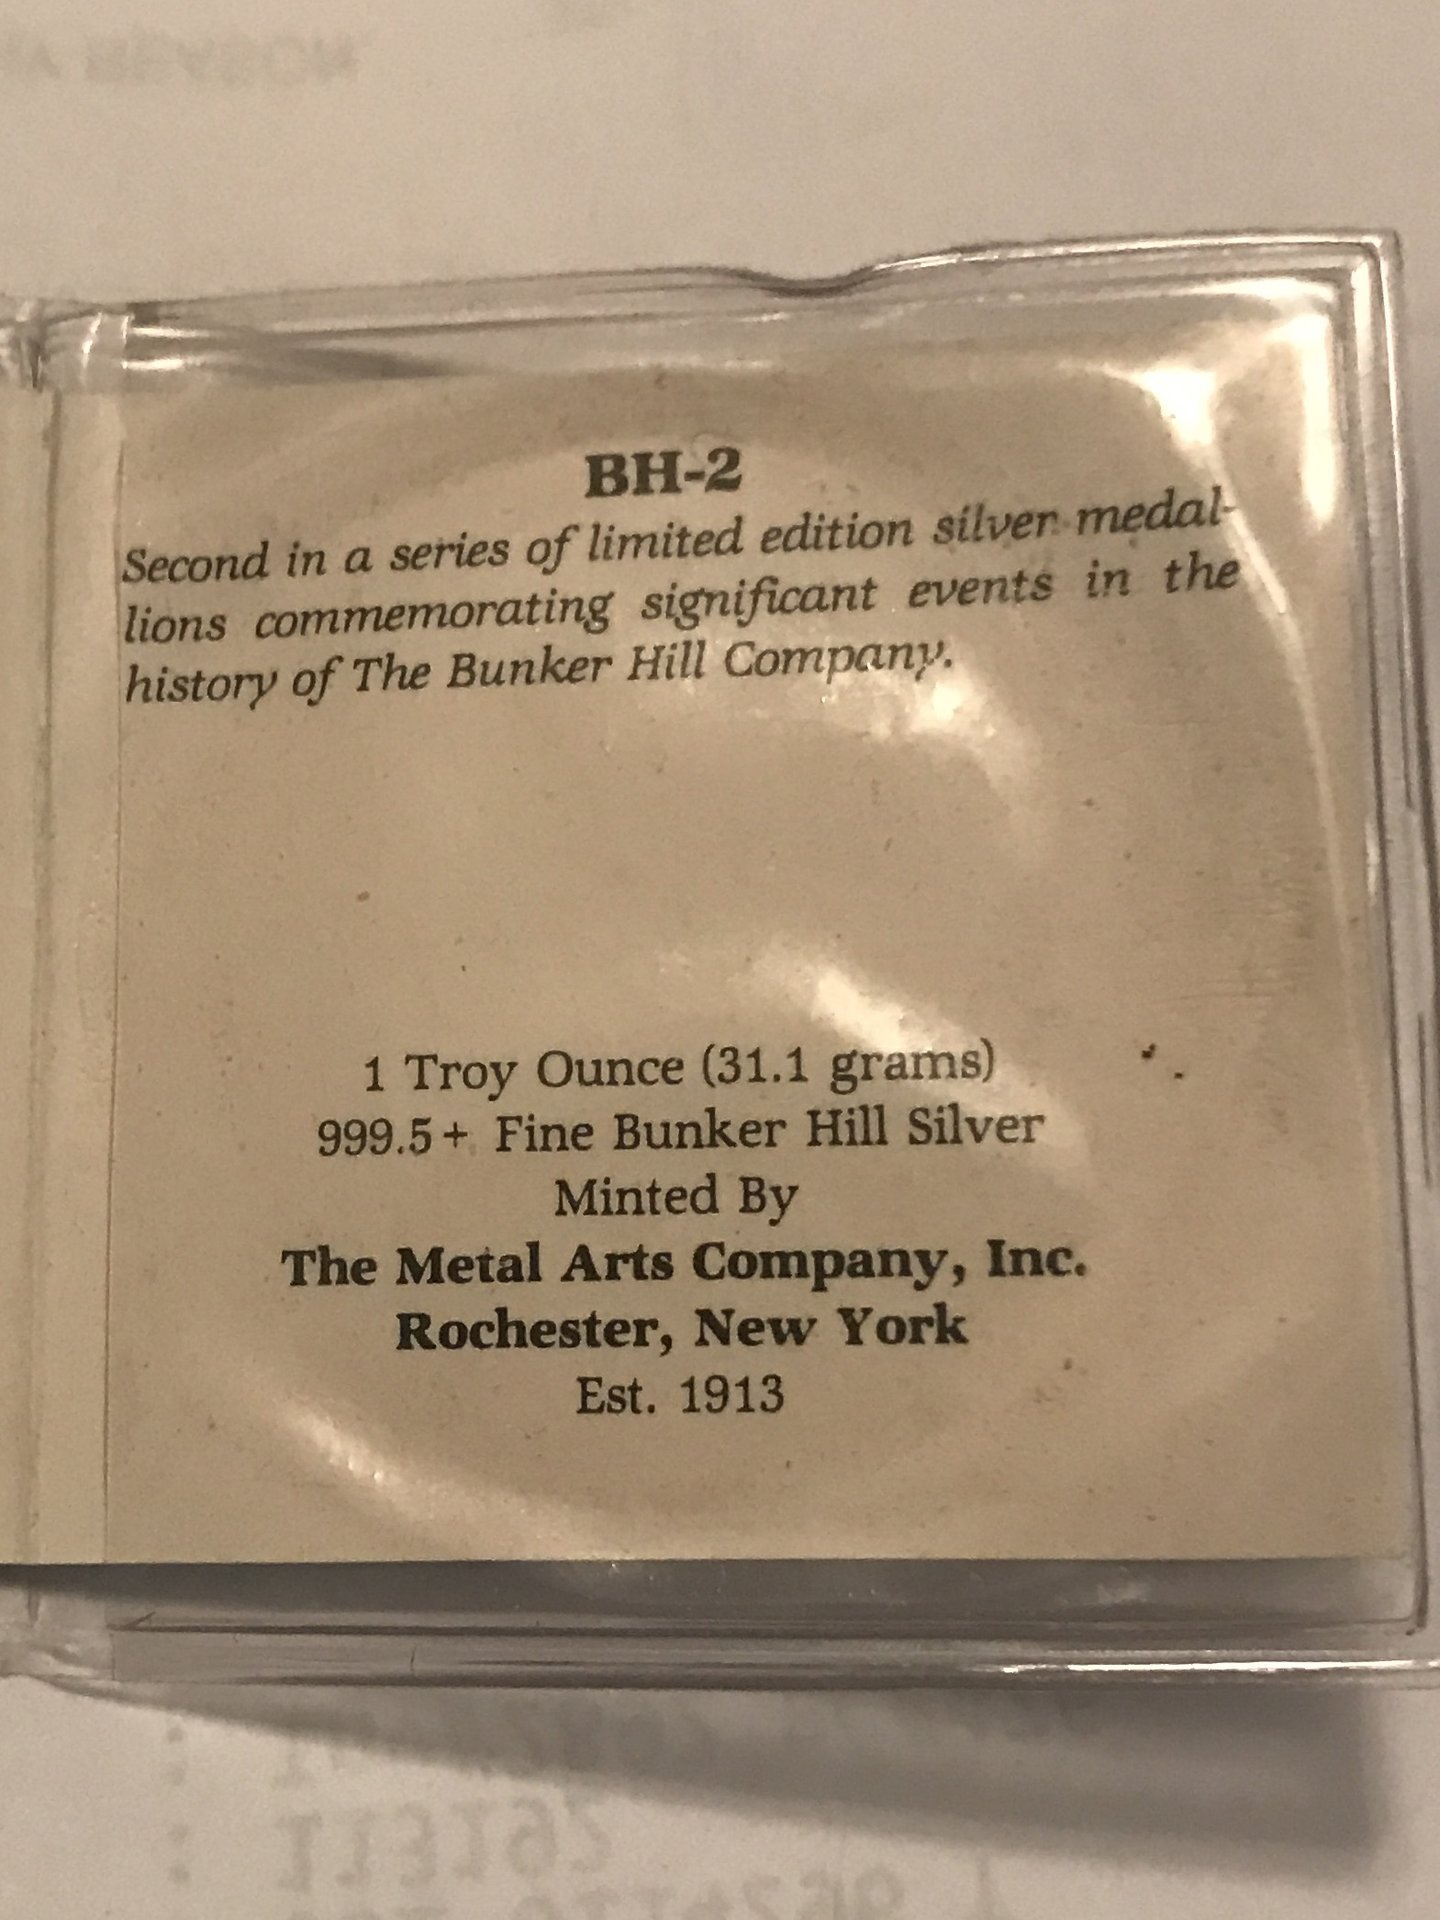 BH-2
Second in a series of limited edition silver medal-
lions commemorating significant events in the
history of The Bunker Hill Company.
1 Troy Ounce (31.1 grams)
999.5+ Fine Bunker Hill Silver
Minted By
The Metal Arts Company, Inc.
Rochester, New York
Est. 1913